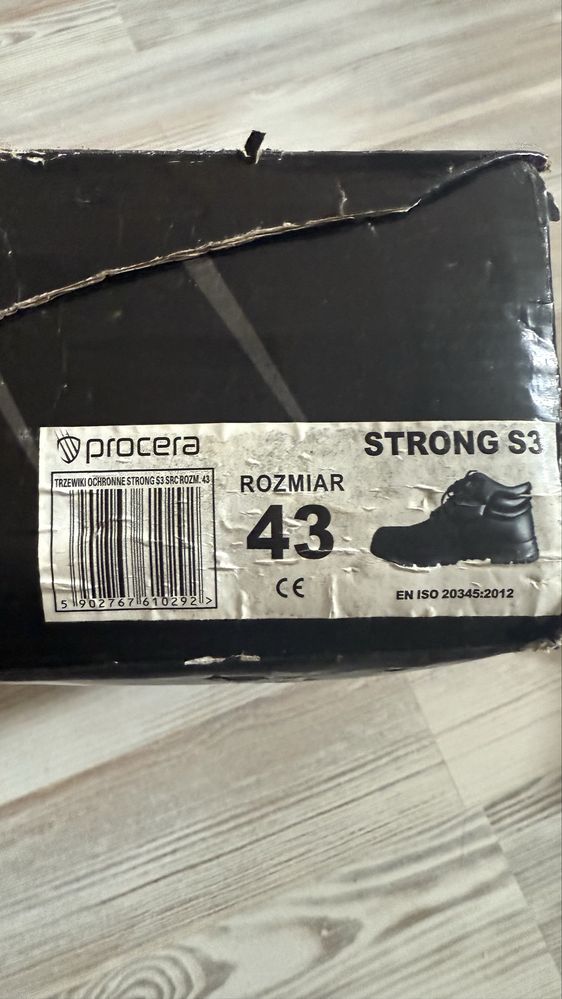 procera
STRONG S3
TRZEWIKI OCHRONNE STRONG S3 SRC ROZM. 43
ROZMIAR
43
CE
5 902767 610292 >
EN ISO 20345:2012